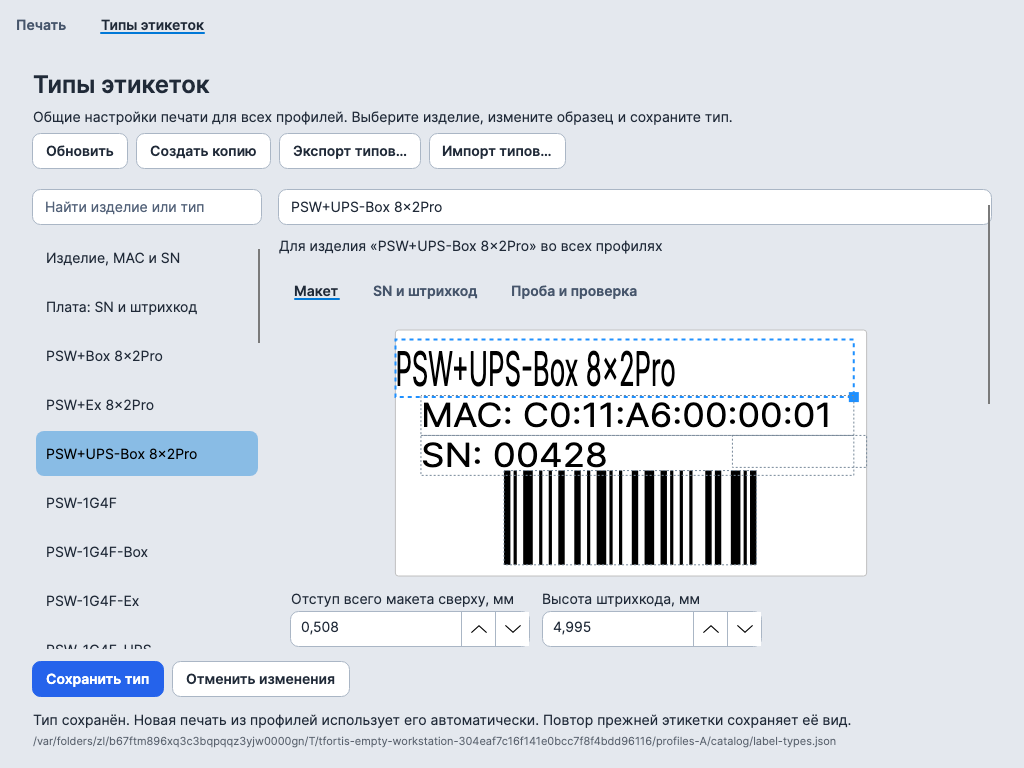 Печать
Типы этикеток
Типы этикеток
Общие настройки печати для всех профилей. Выберите изделие, измените образец и сохраните тип.
Обновить
Создать копию
Экспорт типов...
Импорт типов...
Найти изделие или тип
PSW+UPS-Box 8×2Pro
Изделие, MAC и SN
Плата: SN и штрихкод
PSW+Box 8×2Pro
PSW+Ex 8×2Pro
PSW+UPS-Box 8×2Pro
PSW-1G4F
PSW-1G4F-Box
PSW-1G4F-Ex
PSW-1G4F-UPS
Для изделия «PSW+UPS-Box 8×2Pro» во всех профилях
Макет
SN и штрихкод
Проба и проверка
PSW+UPS-Box 8×2Pro
MAC: C0:11:A6:00:00:01
SN: 00428
Отступ всего макета сверху, мм
Высота штрихкода, мм
0,508
4,995
Сохранить тип
Отменить изменения
Тип сохранён. Новая печать из профилей использует его автоматически. Повтор прежней этикетки сохраняет её вид.
/var/folders/zl/b67ftm896xq3c3bqpqqz3yjw0000gn/T/tfortis-empty-workstation-304eaf7c16f141e0bcc7f8f4bdd96116/profiles-A/catalog/label-types.json